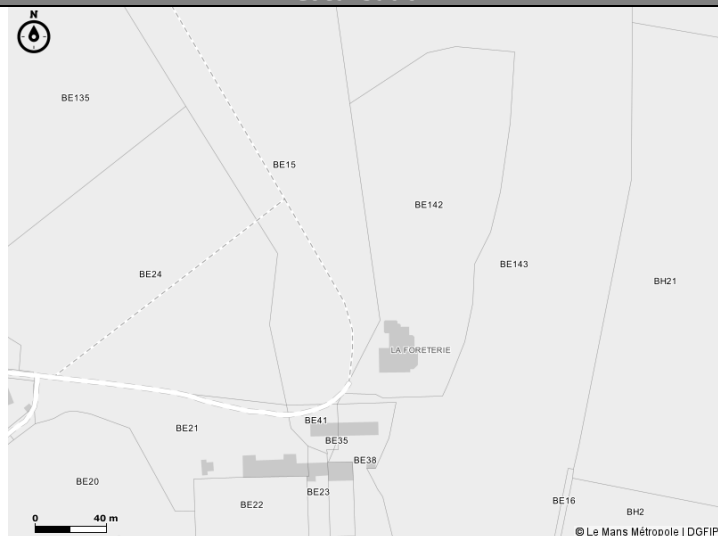 N
BE135
BE15
BE142
BE143
BE24
BH21
LA FORETERIE
BE41
BE21
BE35
BE38
BE20
BE23
BE22
BE16
BH2
0 40 m
© Le Mans Métropole | DGFIP